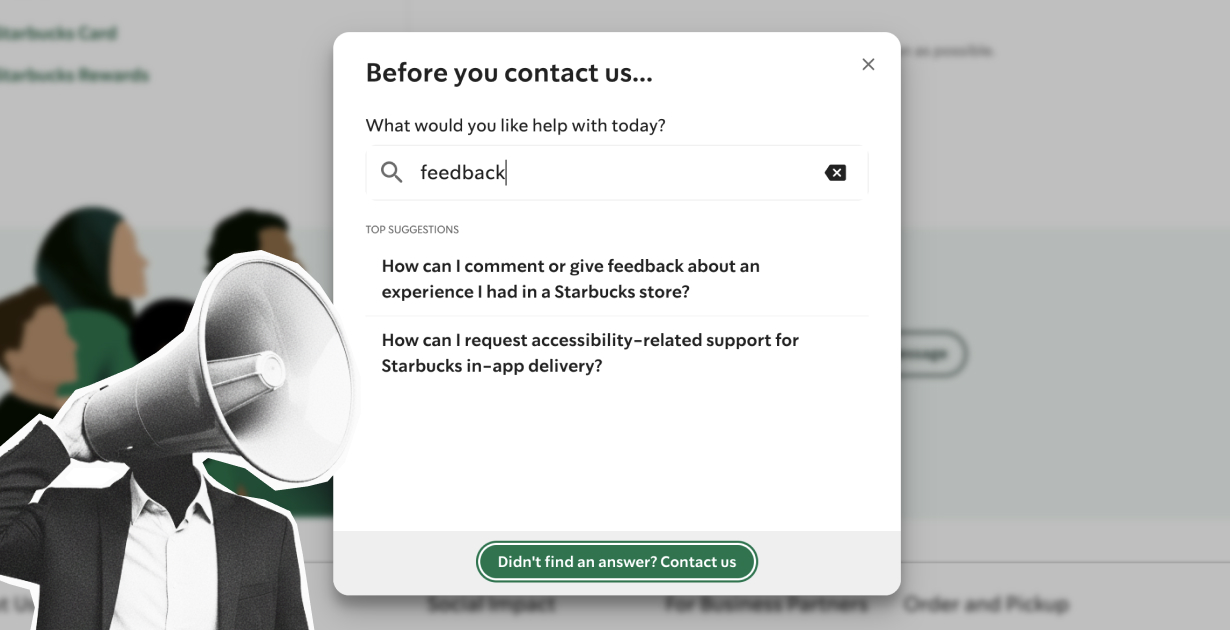 Starbucks Card
Starbucks Rewards
as possible.
Before you contact us...
What would you like help with today?
feedback
TOP SUGGESTIONS
How can I comment or give feedback about an
experience I had in a Starbucks store?
How can I request accessibility-related support for
Starbucks in-app delivery?
Didn't find an answer? Contact us
Social Impact
For Business Partners
Order and Pickup